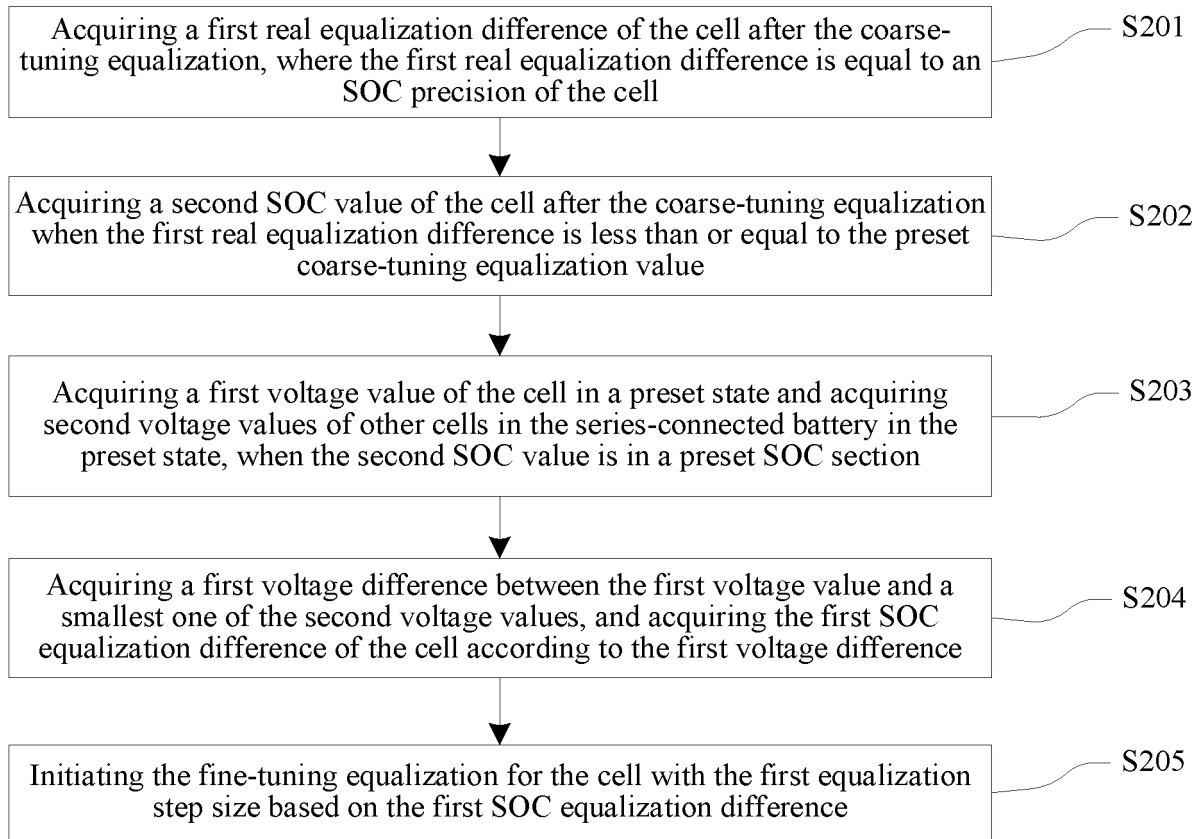 Acquiring a first real equalization difference of the cell after the coarse-
tuning equalization, where the first real equalization difference is equal to an
SOC precision of the cell
S201
Acquiring a second SOC value of the cell after the coarse-tuning equalization
when the first real equalization difference is less than or equal to the preset
coarse-tuning equalization value
S202
Acquiring a first voltage value of the cell in a preset state and acquiring
second voltage values of other cells in the series-connected battery in the
preset state, when the second SOC value is in a preset SOC section
S203
Acquiring a first voltage difference between the first voltage value and a
smallest one of the second voltage values, and acquiring the first SOC
equalization difference of the cell according to the first voltage difference
S204
Initiating the fine-tuning equalization for the cell with the first equalization
step size based on the first SOC equalization difference
S205